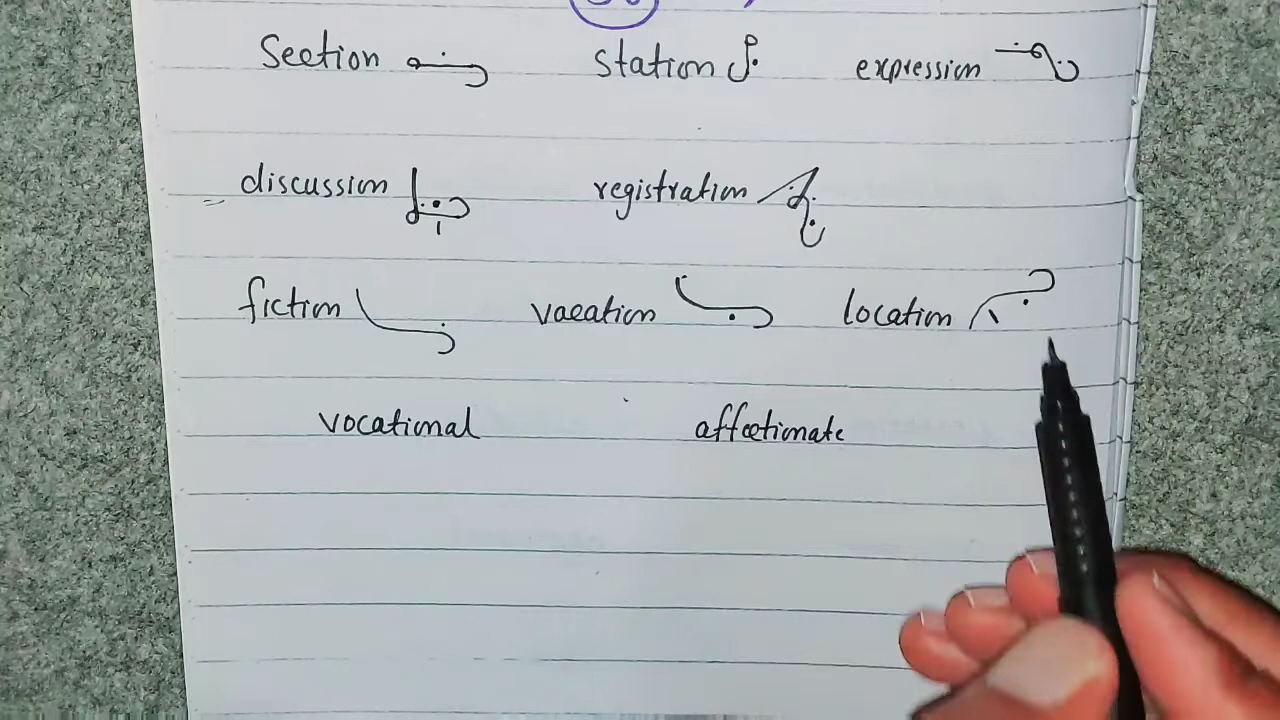 Section station expression
discussion registration
fiction vacation location
vocational affectionate